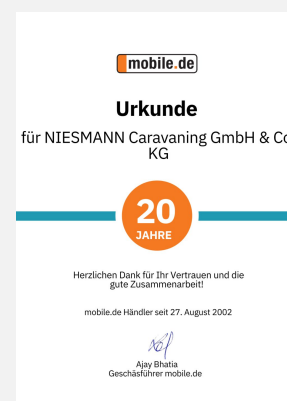 mobile.de
Urkunde
für NIESMANN Caravaning GmbH & Co
KG
20
JAHRE
Herzlichen Dank für Ihr Vertrauen und die
gute Zusammenarbeit!
mobile.de Händler seit 27. August 2002
Ajay Bhatia
Geschäsführer mobile.de